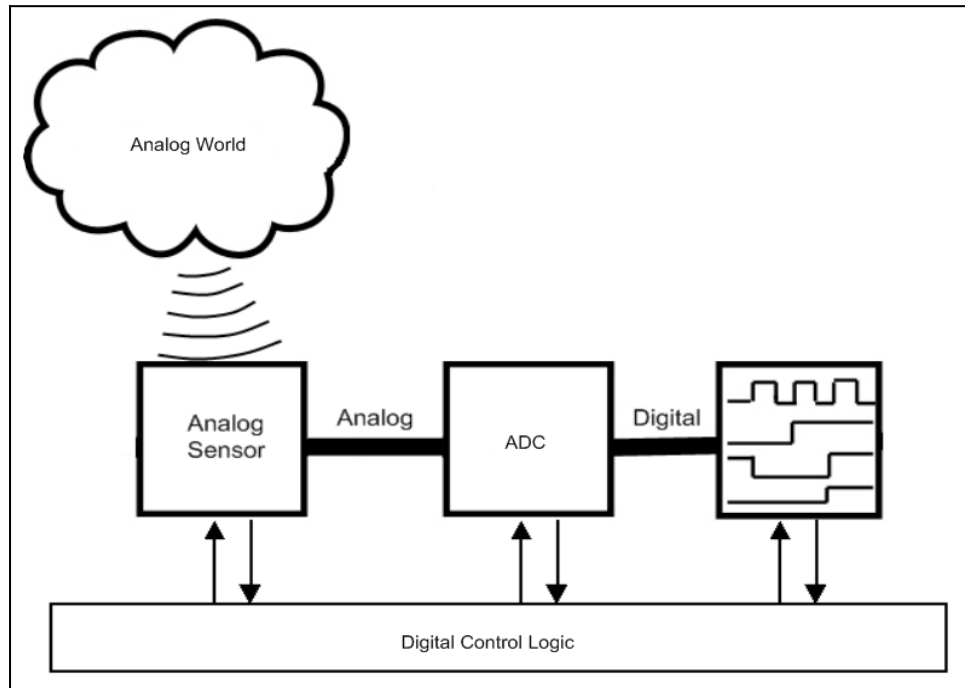 Analog World
Analog
Sensor
Analog
ADC
Digital
Digital Control Logic